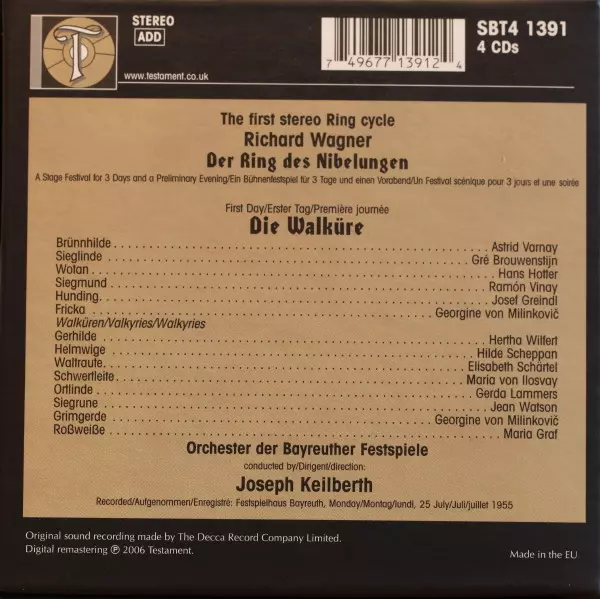 STEREO
ADD
www.testament.co.uk
SBT4 1391
4 CDs
7 49677 13912 4
The first stereo Ring cycle
Richard Wagner
Der Ring des Nibelungen
A Stage Festival for 3 Days and a Preliminary Evening/Ein Bühnenfestspiel für 3 Tage und einen Vorabend/Un Festival scénique pour 3 jours et une soirée
First Day/Erster Tag/Première journée
Die Walküre
Brünnhilde Astrid Varnay
Sieglinde Gré Brouwenstijn
Wotan Hans Hotter
Siegmund Ramón Vinay
Hunding Josef Greindl
Fricka Georgine von Milinkovič
Walküren/Valkyries/Walkyries
Gerhilde Hertha Wilfert
Helmwige Hilde Scheppan
Waltraute Elisabeth Schärtel
Schwertleite Maria von Ilosvay
Ortlinde Gerda Lammers
Siegrune Jean Watson
Grimgerde Georgine von Milinkovič
Roßweiße Maria Graf
Orchester der Bayreuther Festspiele
conducted by/Dirigent/direction:
Joseph Keilberth
Recorded/Aufgenommen/Enregistré: Festspielhaus Bayreuth, Monday/Montag/lundi, 25 July/Juli/juillet 1955
Original sound recording made by The Decca Record Company Limited.
Digital remastering ℗ 2006 Testament.
Made in the EU